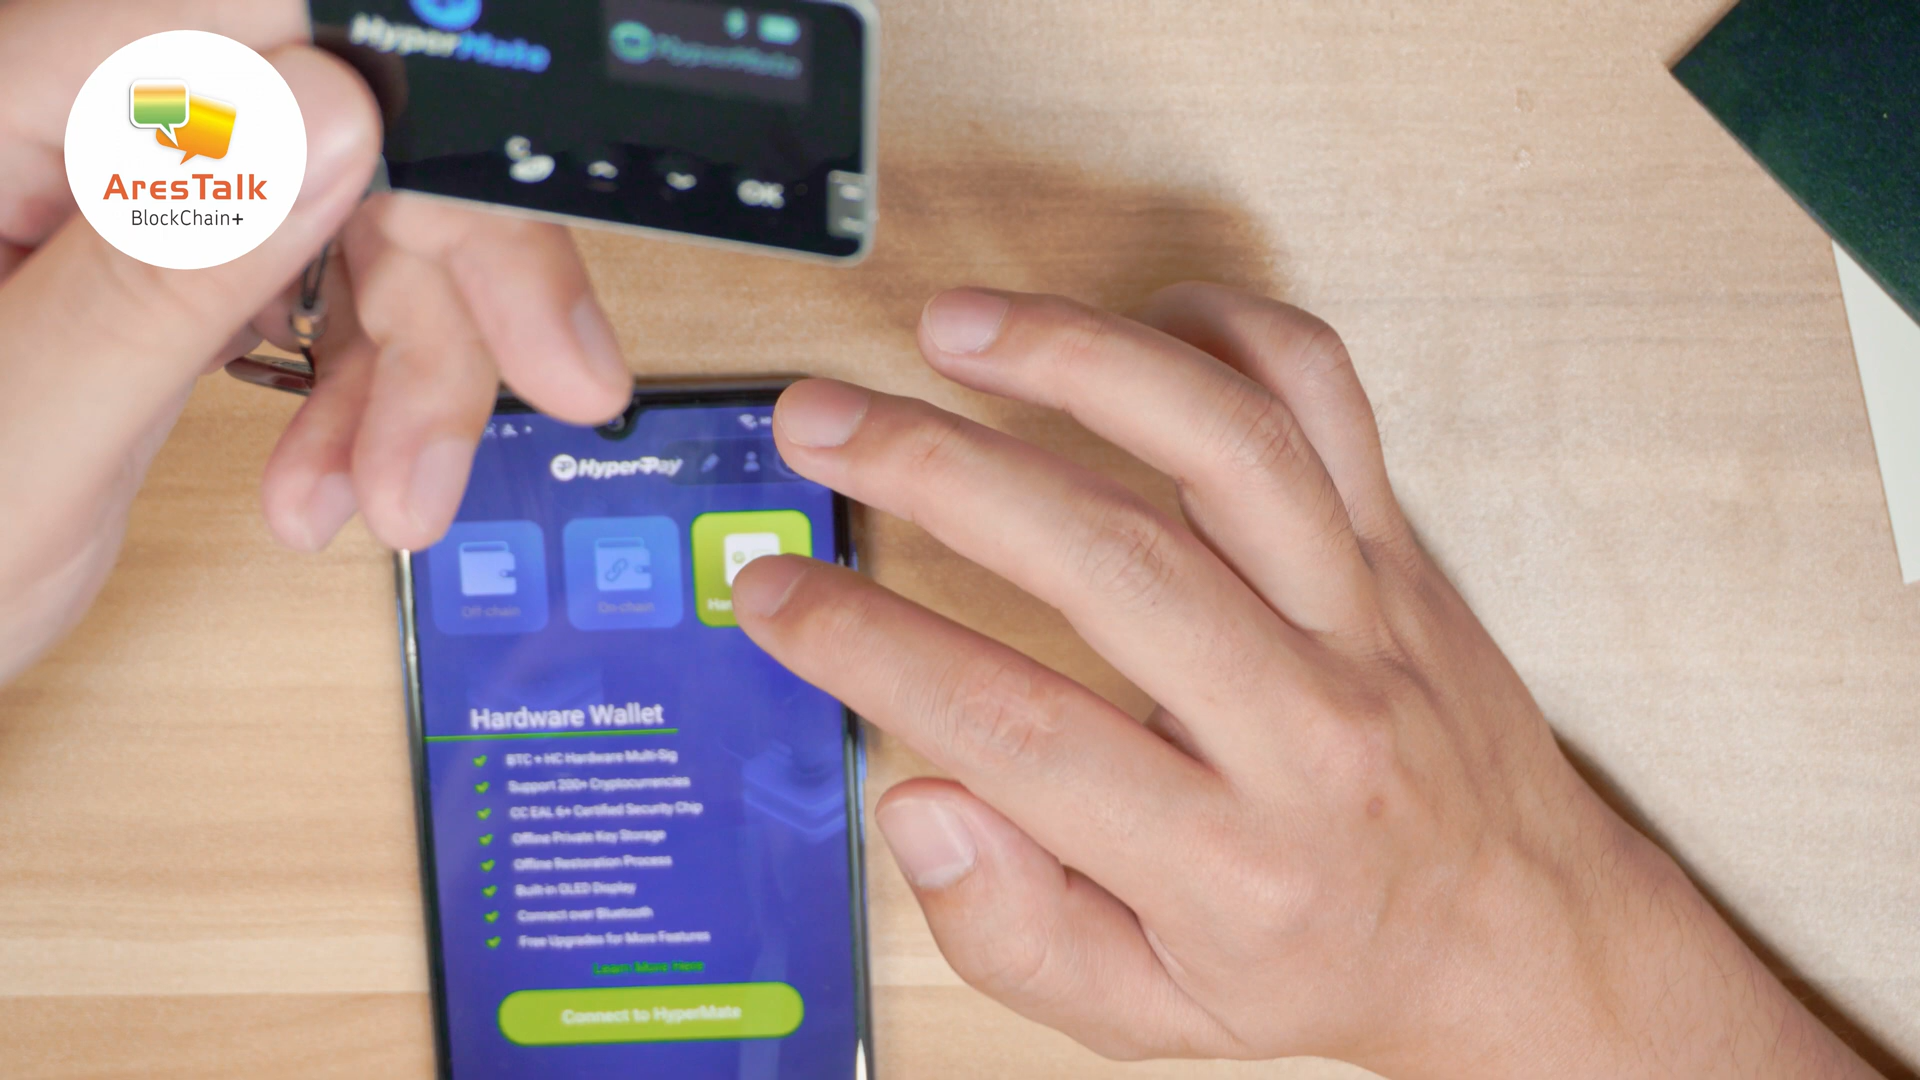 HyperMate
HyperMate
OK
AresTalk
BlockChain+
HyperPay
Off-chain
On-chain
Hardware Wallet
BTC + HC Hardware Multi-Sig
Support 200+ Cryptocurrencies
CC EAL 6+ Certified Security Chip
Offline Private Key Storage
Offline Restoration Process
Built-in OLED Display
Connect over Bluetooth
Free Upgrades for More Features
Learn More Here
Connect to HyperMate